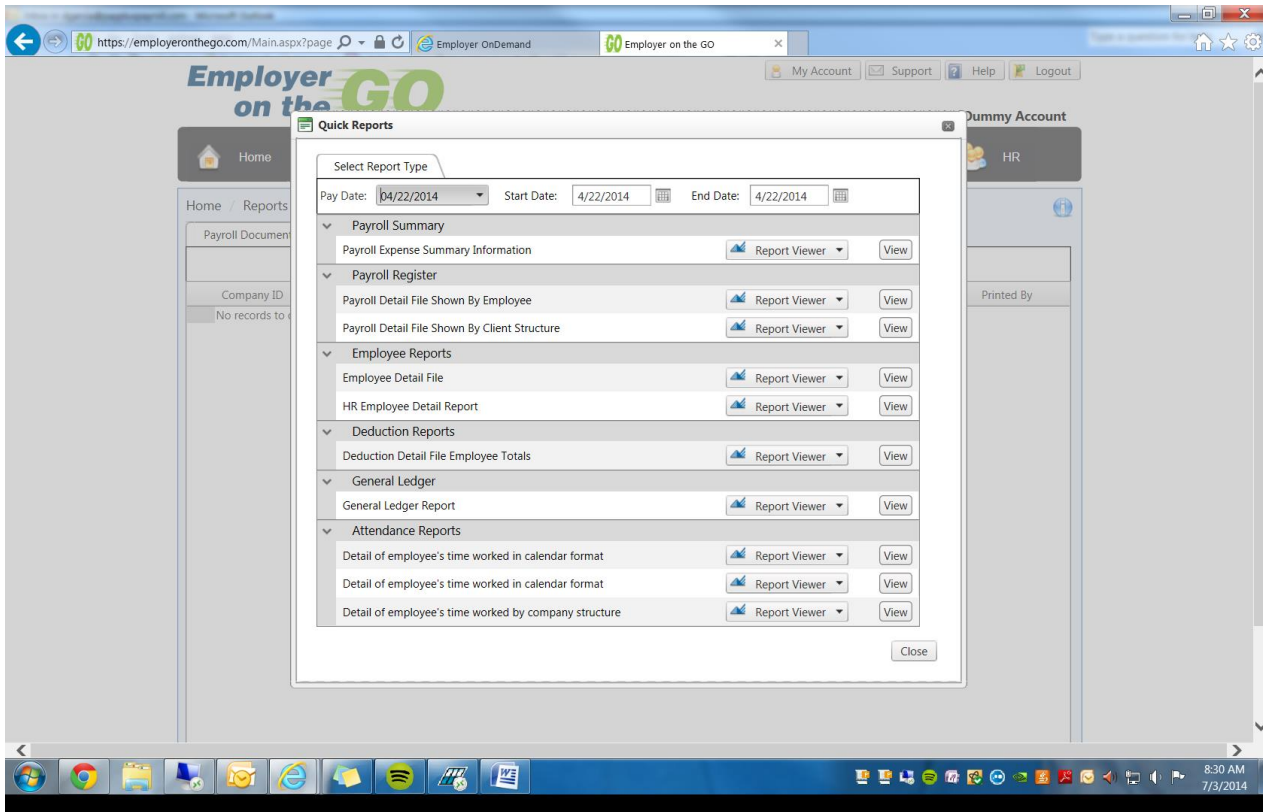 https://employeronthego.com/Main.aspx?page
Employer OnDemand
GO Employer on the GO
Employer
on the GO
My Account
Support
Help
Logout
Dummy Account
Home
HR
Home / Reports
Payroll Document
Company ID
Printed By
No records to
Quick Reports
Select Report Type
Pay Date: 04/22/2014 Start Date: 4/22/2014 End Date: 4/22/2014
Payroll Summary
Payroll Expense Summary Information Report Viewer View
Payroll Register
Payroll Detail File Shown By Employee Report Viewer View
Payroll Detail File Shown By Client Structure Report Viewer View
Employee Reports
Employee Detail File Report Viewer View
HR Employee Detail Report Report Viewer View
Deduction Reports
Deduction Detail File Employee Totals Report Viewer View
General Ledger
General Ledger Report Report Viewer View
Attendance Reports
Detail of employee's time worked in calendar format Report Viewer View
Detail of employee's time worked in calendar format Report Viewer View
Detail of employee's time worked by company structure Report Viewer View
Close
8:30 AM
7/3/2014